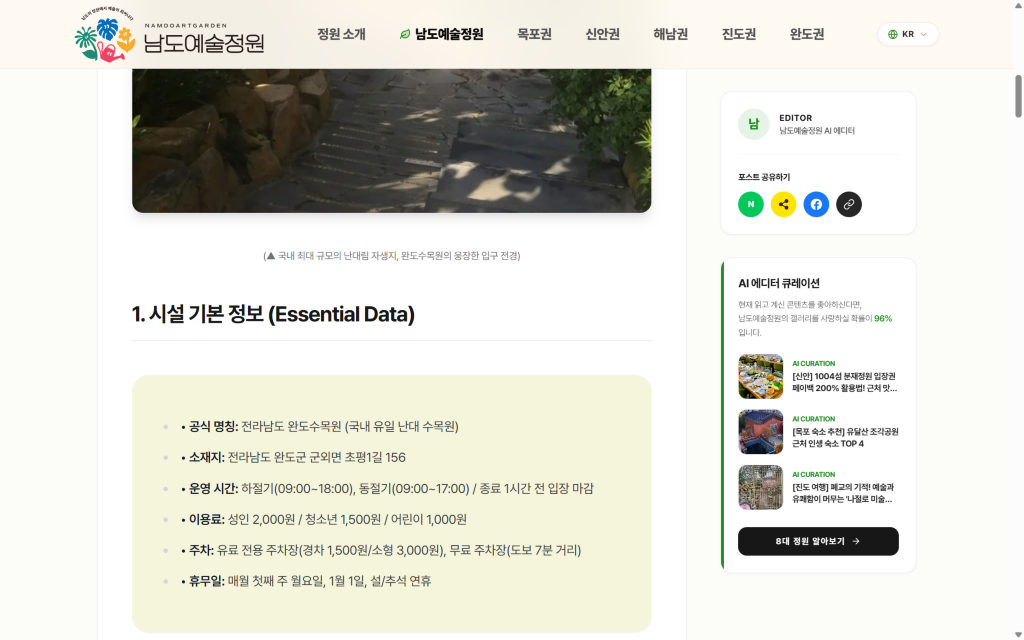 남도의 정원에서 예술이 피어나다
NAMDOARTGARDEN
남도예술정원
정원 소개
남도예술정원
목포권
신안권
해남권
진도권
완도권
KR
(▲ 국내 최대 규모의 난대림 자생지, 완도수목원의 웅장한 입구 전경)
1. 시설 기본 정보 (Essential Data)
• 공식 명칭: 전라남도 완도수목원 (국내 유일 난대 수목원)
• 소재지: 전라남도 완도군 군외면 초평1길 156
• 운영 시간: 하절기(09:00~18:00), 동절기(09:00~17:00) / 종료 1시간 전 입장 마감
• 이용료: 성인 2,000원 / 청소년 1,500원 / 어린이 1,000원
• 주차: 유료 전용 주차장(경차 1,500원/소형 3,000원), 무료 주차장(도보 7분 거리)
• 휴무일: 매월 첫째 주 월요일, 1월 1일, 설/추석 연휴
남
EDITOR
남도예술정원 AI 에디터
포스트 공유하기
N
AI 에디터 큐레이션
현재 읽고 계신 콘텐츠를 좋아하신다면,
남도예술정원의 갤러리를 사랑하실 확률이 96%
입니다.
AI CURATION
[신안] 1004섬 분재정원 입장권
페이백 200% 활용법! 근처 맛...
AI CURATION
[목포 숙소 추천] 유달산 조각공원
근처 인생 숙소 TOP 4
AI CURATION
[진도 여행] 폐교의 기적! 예술과
유쾌함이 머무는 '나절로 미술...
8대 정원 알아보기 →